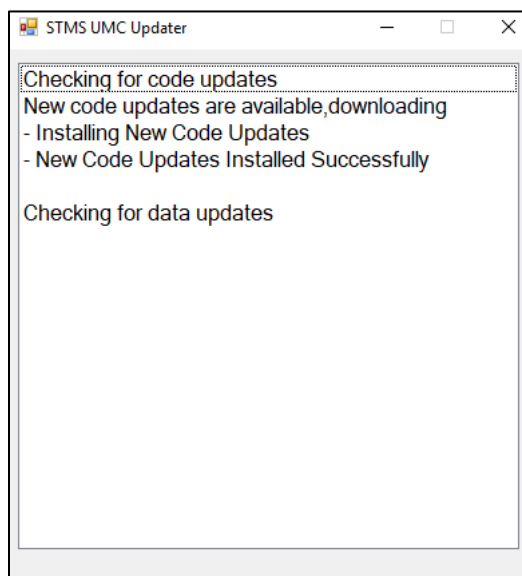 STMS UMC Updater
Checking for code updates
New code updates are available,downloading
- Installing New Code Updates
- New Code Updates Installed Successfully
Checking for data updates